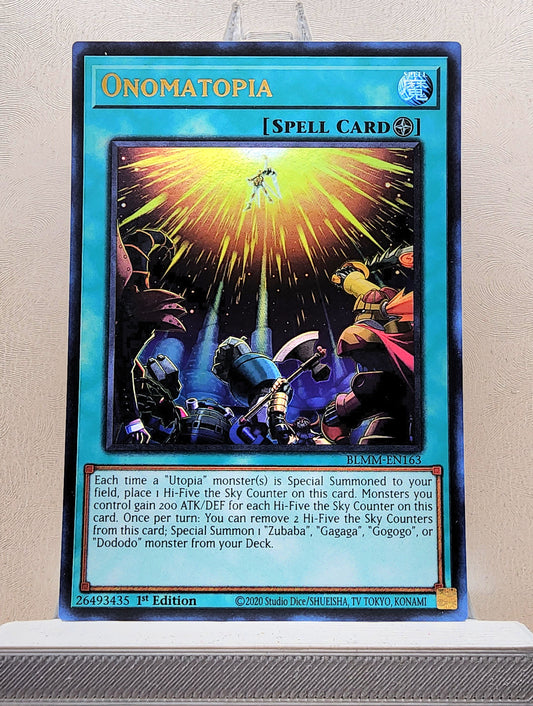 Onomatopia
SPELL
魔
[Spell Card]
BLMM-EN163
Each time a "Utopia" monster(s) is Special Summoned to your
field, place 1 Hi-Five the Sky Counter on this card. Monsters you
control gain 200 ATK/DEF for each Hi-Five the Sky Counter on this
card. Once per turn: You can remove 2 Hi-Five the Sky Counters
from this card; Special Summon 1 "Zubaba", "Gagaga", "Gogogo", or
"Dododo" monster from your Deck.
26493435 1st Edition ©2020 Studio Dice/SHUEISHA, TV TOKYO, KONAMI